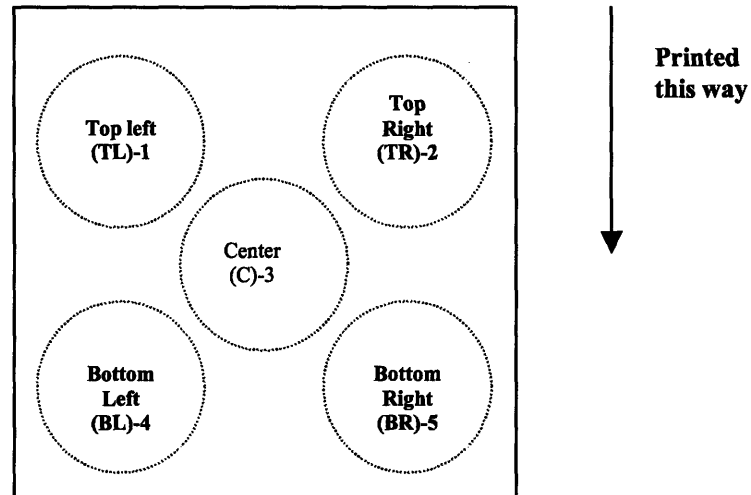 Printed
this way
Top left
(TL)-1
Top
Right
(TR)-2
Center
(C)-3
Bottom
Left
(BL)-4
Bottom
Right
(BR)-5